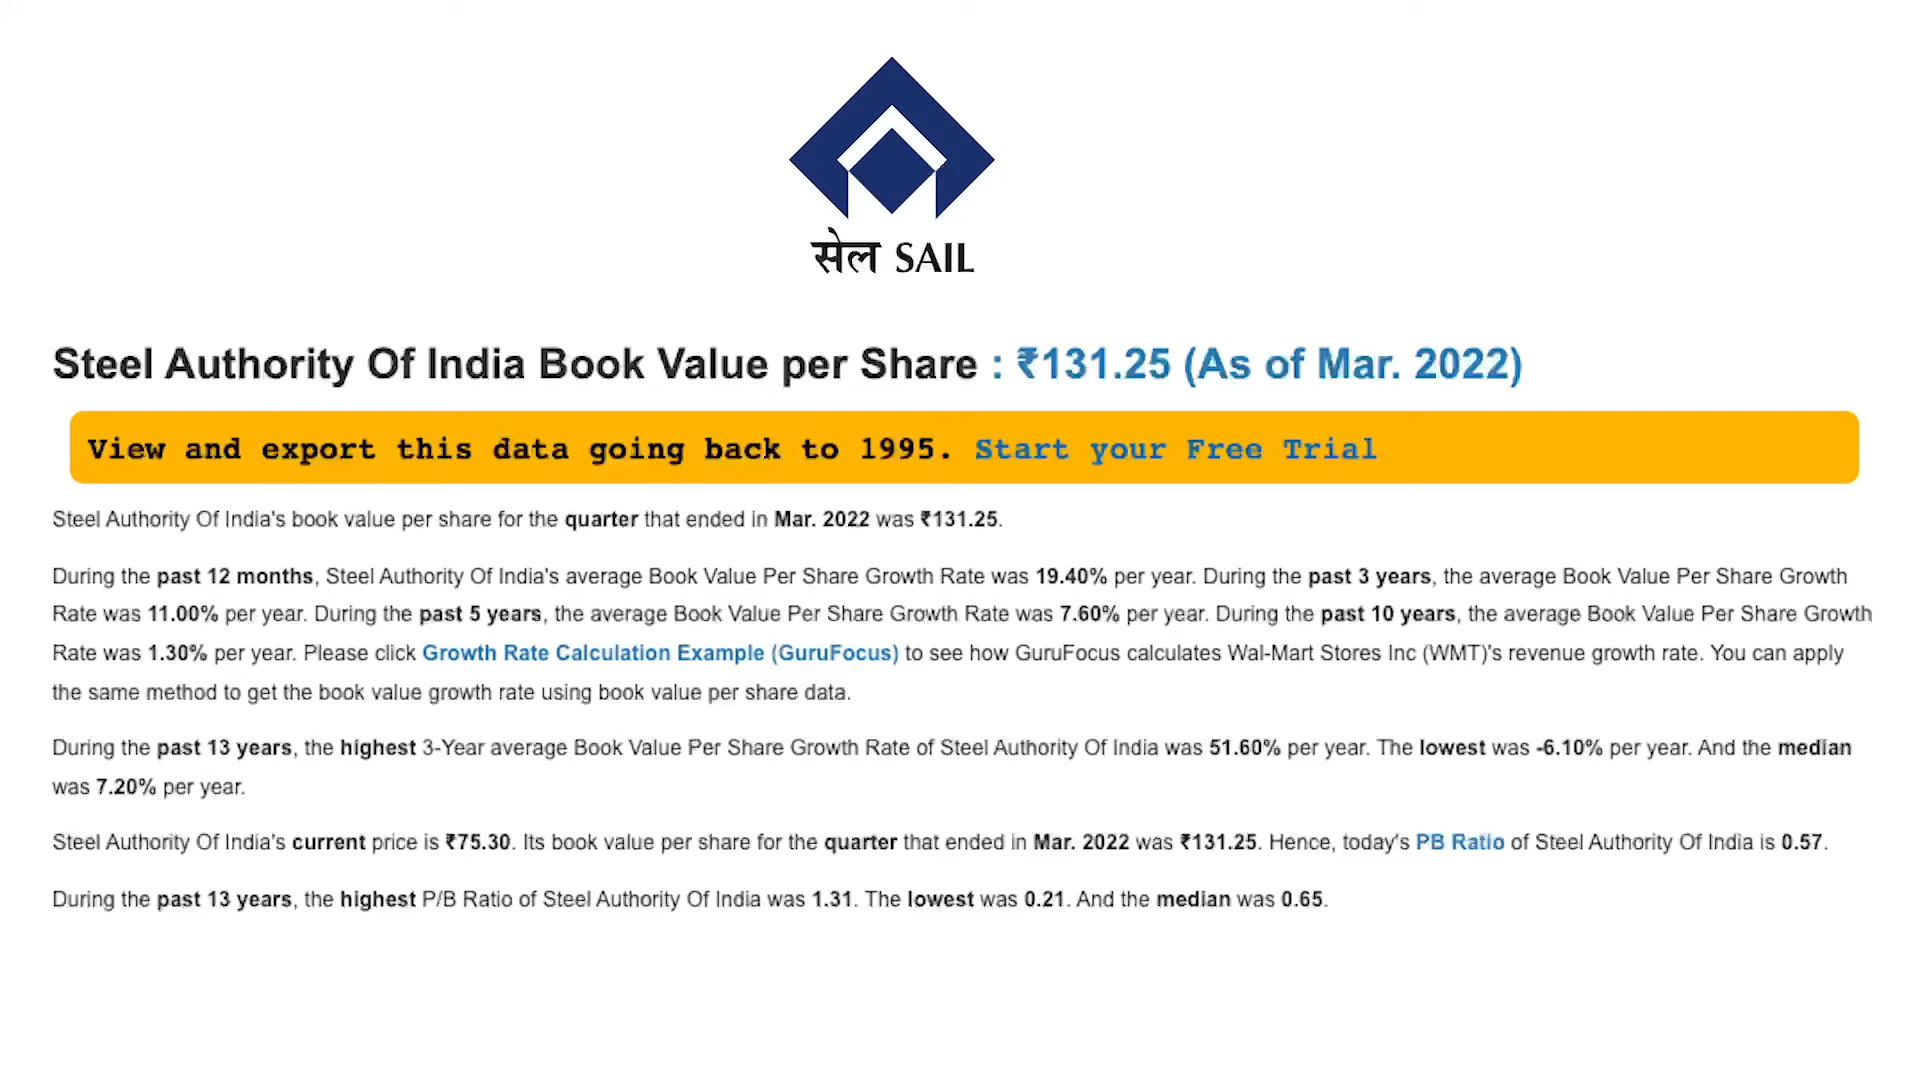 सेल SAIL
Steel Authority Of India Book Value per Share : ₹131.25 (As of Mar. 2022)
View and export this data going back to 1995. Start your Free Trial
Steel Authority Of India's book value per share for the quarter that ended in Mar. 2022 was ₹131.25.
During the past 12 months, Steel Authority Of India's average Book Value Per Share Growth Rate was 19.40% per year. During the past 3 years, the average Book Value Per Share Growth
Rate was 11.00% per year. During the past 5 years, the average Book Value Per Share Growth Rate was 7.60% per year. During the past 10 years, the average Book Value Per Share Growth
Rate was 1.30% per year. Please click Growth Rate Calculation Example (GuruFocus) to see how GuruFocus calculates Wal-Mart Stores Inc (WMT)'s revenue growth rate. You can apply
the same method to get the book value growth rate using book value per share data.
During the past 13 years, the highest 3-Year average Book Value Per Share Growth Rate of Steel Authority Of India was 51.60% per year. The lowest was -6.10% per year. And the median
was 7.20% per year.
Steel Authority Of India's current price is ₹75.30. Its book value per share for the quarter that ended in Mar. 2022 was ₹131.25. Hence, today's PB Ratio of Steel Authority Of India is 0.57.
During the past 13 years, the highest P/B Ratio of Steel Authority Of India was 1.31. The lowest was 0.21. And the median was 0.65.